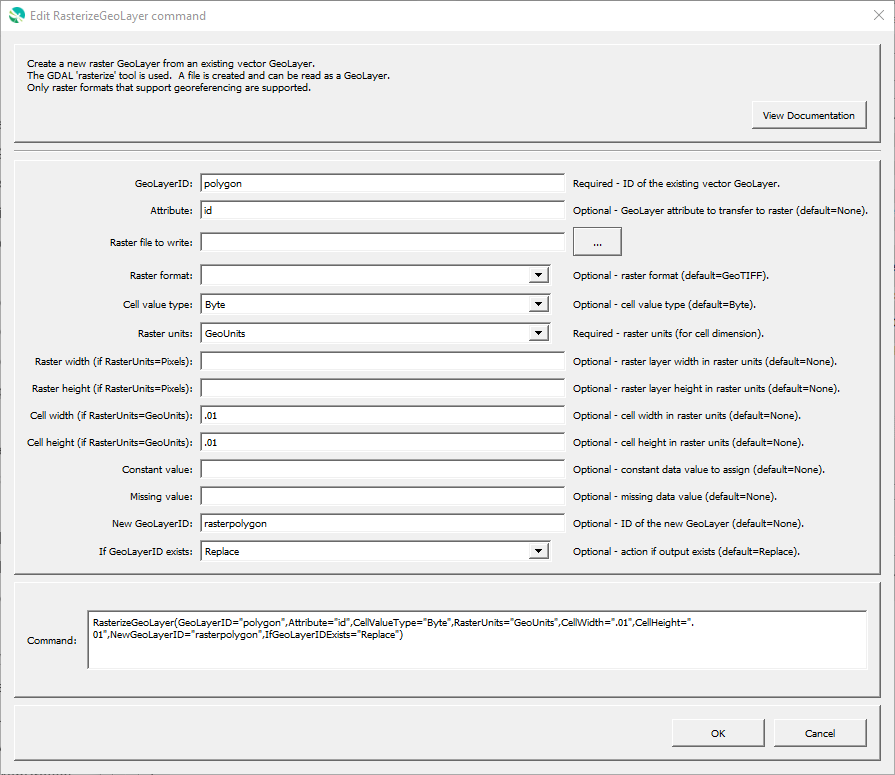 Edit RasterizeGeoLayer command
Create a new raster GeoLayer from an existing vector GeoLayer.
The GDAL 'rasterize' tool is used.  A file is created and can be read as a GeoLayer.
Only raster formats that support georeferencing are supported.
View Documentation
GeoLayerID: polygon Required - ID of the existing vector GeoLayer.
Attribute: id Optional - GeoLayer attribute to transfer to raster (default=None).
Raster file to write: ...
Raster format: Optional - raster format (default=GeoTIFF).
Cell value type: Byte Optional - cell value type (default=Byte).
Raster units: GeoUnits Required - raster units (for cell dimension).
Raster width (if RasterUnits=Pixels): Optional - raster layer width in raster units (default=None).
Raster height (if RasterUnits=Pixels): Optional - raster layer height in raster units (default=None).
Cell width (if RasterUnits=GeoUnits): .01 Optional - cell width in raster units (default=None).
Cell height (if RasterUnits=GeoUnits): .01 Optional - cell height in raster units (default=None).
Constant value: Optional - constant data value to assign (default=None).
Missing value: Optional - missing data value (default=None).
New GeoLayerID: rasterpolygon Optional - ID of the new GeoLayer (default=None).
If GeoLayerID exists: Replace Optional - action if output exists (default=Replace).
Command: RasterizeGeoLayer(GeoLayerID="polygon",Attribute="id",CellValueType="Byte",RasterUnits="GeoUnits",CellWidth=".01",CellHeight=".
01",NewGeoLayerID="rasterpolygon",IfGeoLayerIDExists="Replace")
OK Cancel